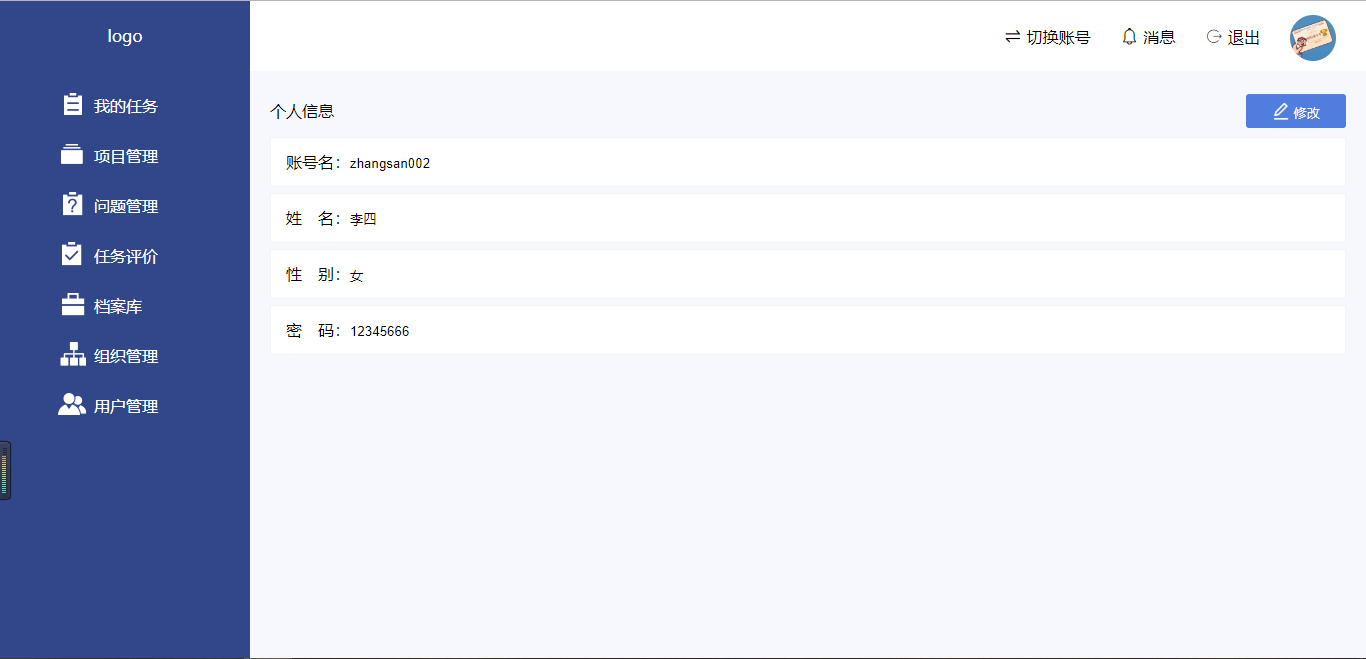 logo
切换账号
消息
退出
我的任务
项目管理
问题管理
任务评价
档案库
组织管理
用户管理
个人信息
修改
账号名：zhangsan002
姓　名：李四
性　别：女
密　码：12345666